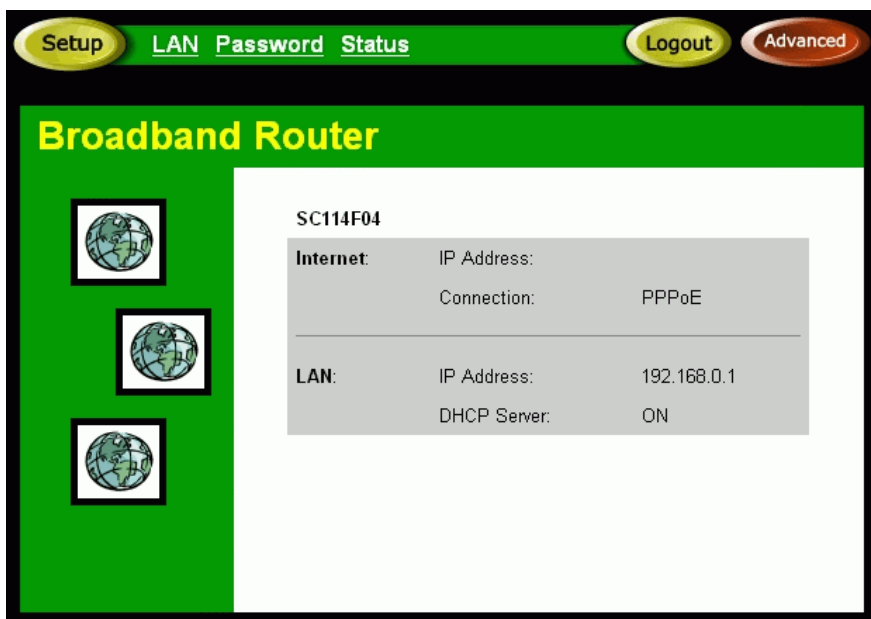 Setup LAN Password Status Logout Advanced
Broadband Router
SC114F04
Internet: IP Address:
Connection: PPPoE
LAN: IP Address: 192.168.0.1
DHCP Server: ON